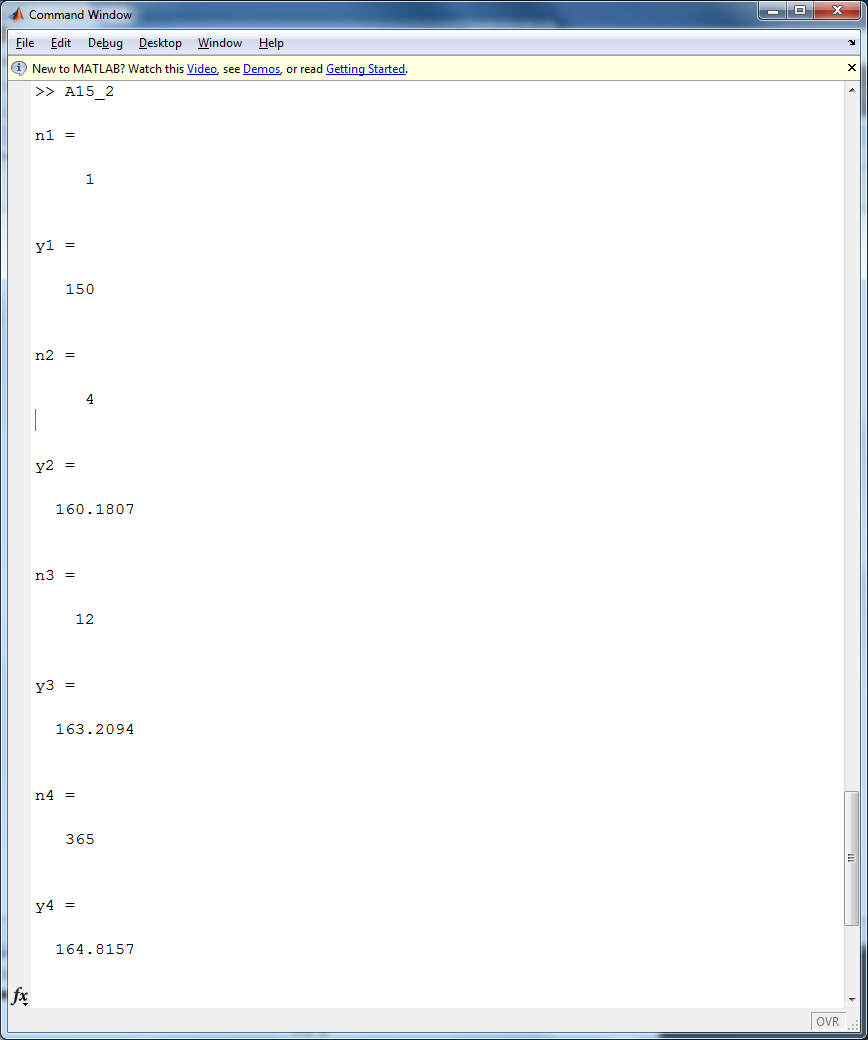 Command Window
File Edit Debug Desktop Window Help
New to MATLAB? Watch this Video, see Demos, or read Getting Started.
>> A15_2
n1 =
1
y1 =
150
n2 =
4
y2 =
160.1807
n3 =
12
y3 =
163.2094
n4 =
365
y4 =
164.8157
fx
OVR